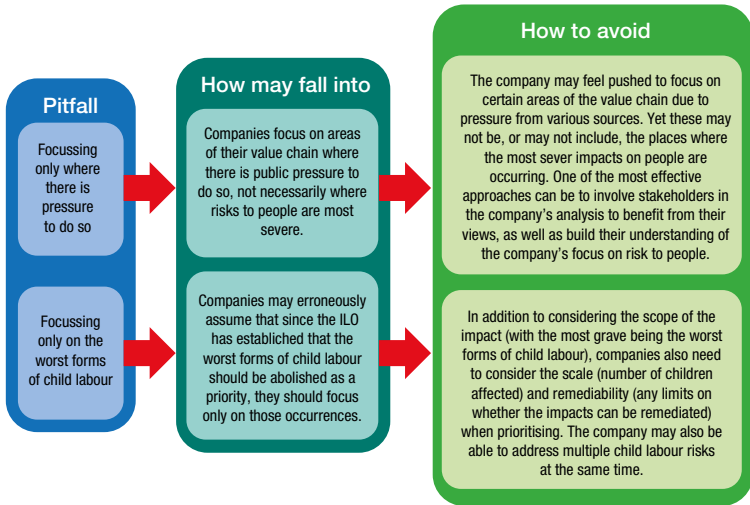 Pitfall
Focussing
only where
there is
pressure
to do so
Focussing
only on the
worst forms
of child labour
How may fall into
Companies focus on areas
of their value chain where
there is public pressure to
do so, not necessarily where
risks to people are most
severe.
Companies may erroneously
assume that since the ILO
has establiched that the
worst forms of child labour
should be abolished as a
priority, they should focus
only on those occurrences.
How to avoid
The company may feel pushed to focus on
certain areas of the value chain due to
pressure from various sources. Yet these may
not be, or may not include, the places where
the most sever impacts on people are
occurring. One of the most effective
approaches can be to involve stakeholders in
the company’s analysis to benefit from their
views, as well as build their understanding of
the company’s focus on risk to people.
In addition to considering the scope of the
impact (with the most grave being the worst
forms of child labour), companies also need
to consider the scale (number of children
affected) and remediability (any limits on
whether the impacts can be remediated)
when prioritising. The company may also be
able to address multiple child labour risks
at the same time.